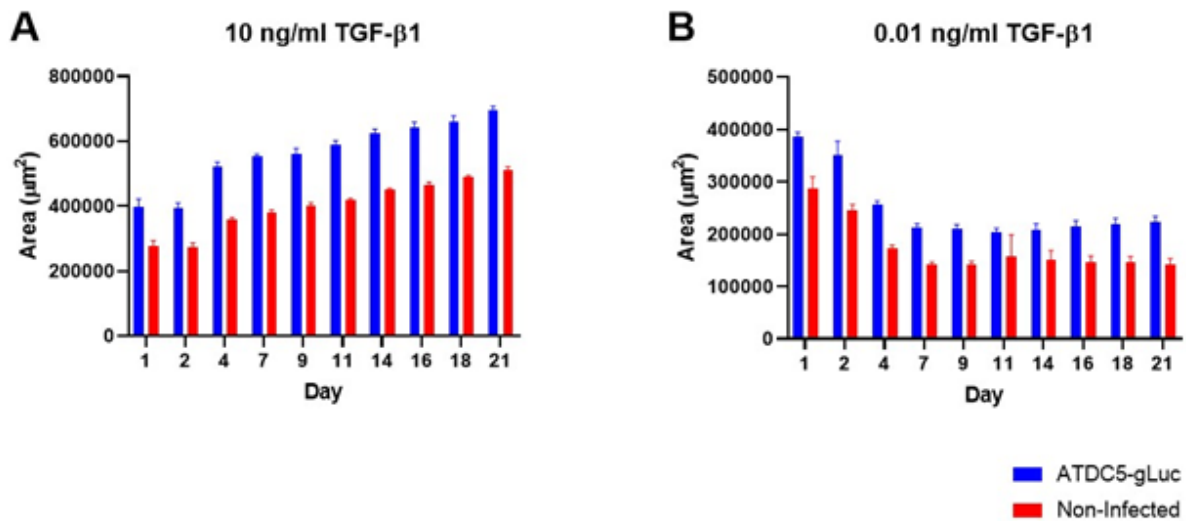 A
10 ng/ml TGF-β1
800000
600000
400000
200000
0
Area (μm²)
1 2 4 7 9 11 14 16 18 21
Day
B
0.01 ng/ml TGF-β1
500000
400000
300000
200000
100000
0
Area (μm²)
1 2 4 7 9 11 14 16 18 21
Day
ATDC5-gLuc
Non-Infected